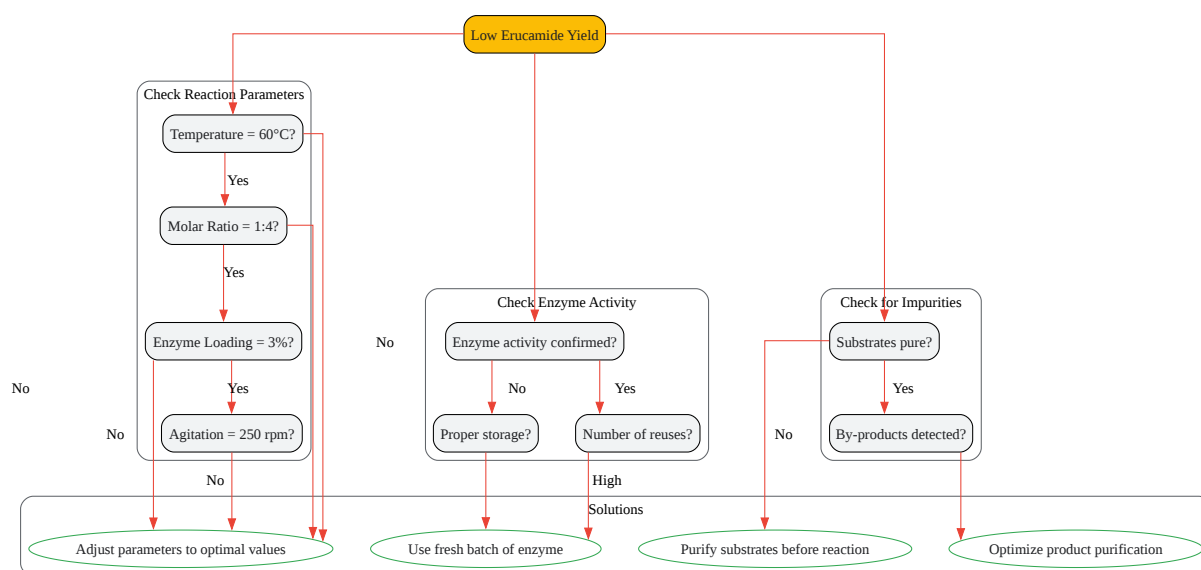 Low Erucamide Yield
Check Reaction Parameters
Temperature = 60°C?
Yes
Molar Ratio = 1:4?
Yes
Check Enzyme Activity
Check for Impurities
Enzyme Loading = 3%?
No
Enzyme activity confirmed?
Substrates pure?
No
Yes
No
Yes
Yes
No
Agitation = 250 rpm?
Proper storage?
Number of reuses?
No
By-products detected?
No
High
Solutions
Adjust parameters to optimal values
Use fresh batch of enzyme
Purify substrates before reaction
Optimize product purification